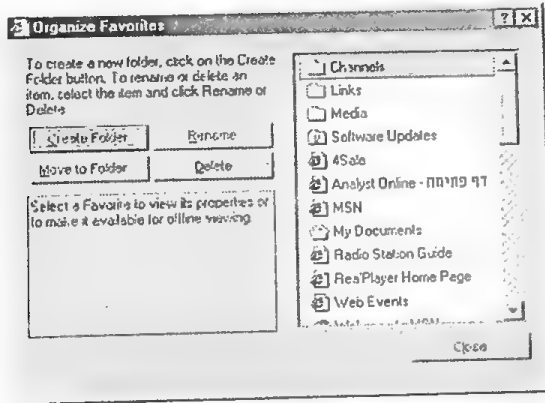 Organize Favorites
To create a new folder, click on the Create
Folder button. To rename or delete an
item, select the item and click Rename or
Delete
Create Folder
Rename
Move to Folder
Delete
Select a Favorite to view its properties or
to make it available for offline viewing.
Channels
Links
Media
Software Updates
4Sale
Analyst Online - דף פתיחה
MSN
My Documents
Radio Station Guide
RealPlayer Home Page
Web Events
Close